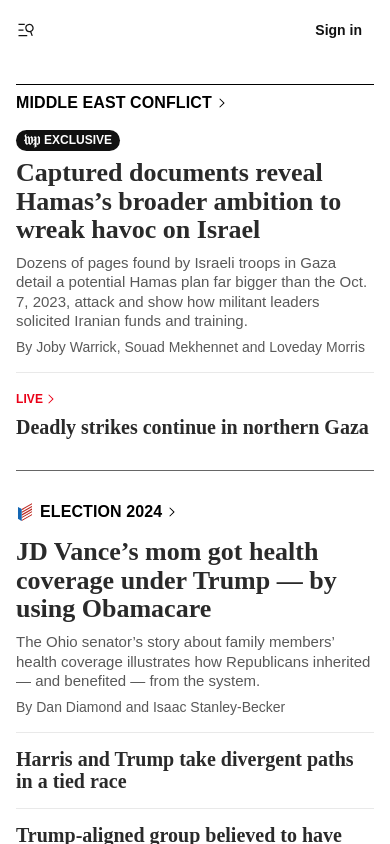 Sign in
MIDDLE EAST CONFLICT
wp EXCLUSIVE
Captured documents reveal
Hamas’s broader ambition to
wreak havoc on Israel
Dozens of pages found by Israeli troops in Gaza
detail a potential Hamas plan far bigger than the Oct.
7, 2023, attack and show how militant leaders
solicited Iranian funds and training.
By Joby Warrick, Souad Mekhennet and Loveday Morris
LIVE
Deadly strikes continue in northern Gaza
ELECTION 2024
JD Vance’s mom got health
coverage under Trump — by
using Obamacare
The Ohio senator’s story about family members’
health coverage illustrates how Republicans inherited
— and benefited — from the system.
By Dan Diamond and Isaac Stanley-Becker
Harris and Trump take divergent paths
in a tied race
Trump-aligned group believed to have